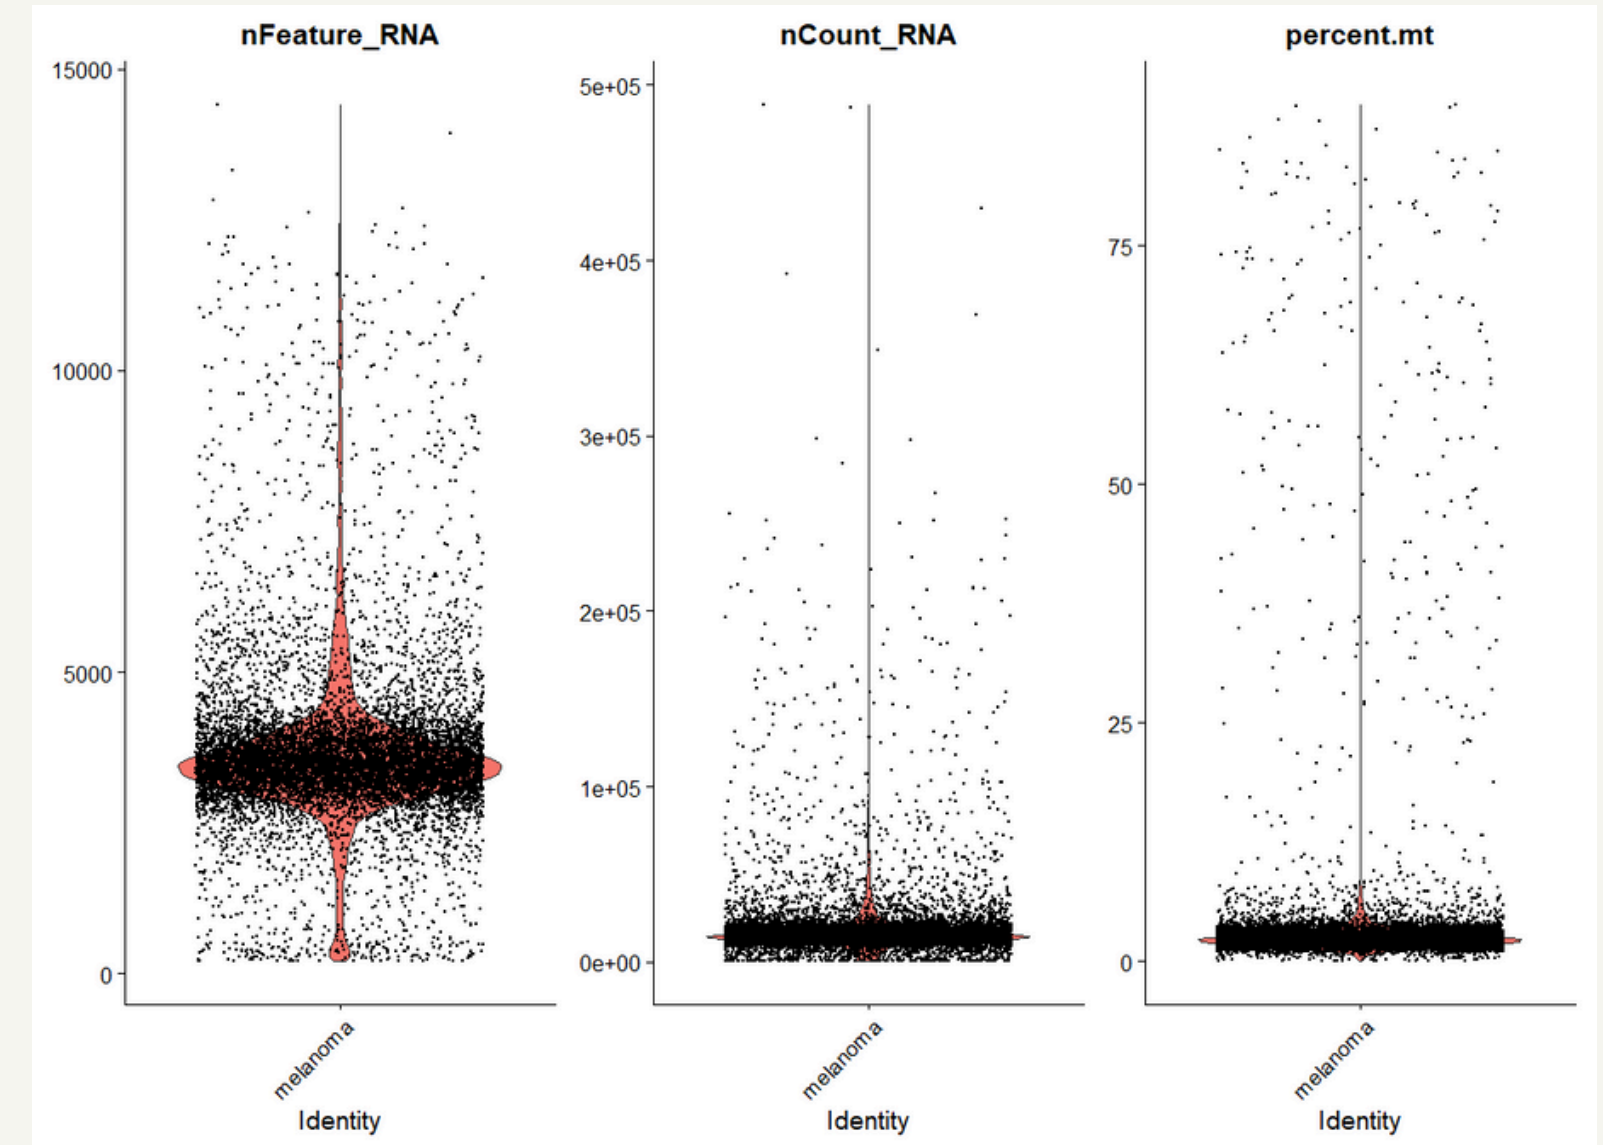 nFeature_RNA
15000
10000
5000
0
melanoma
Identity
nCount_RNA
5e+05
4e+05
3e+05
2e+05
1e+05
0e+00
melanoma
Identity
percent.mt
75
50
25
0
melanoma
Identity